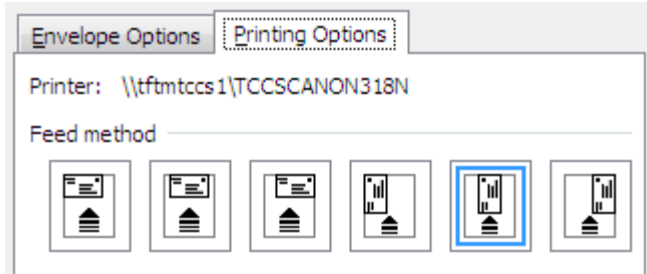 Envelope Options Printing Options
Printer: \\tftmtccs1\TCCSCANON318N
Feed method